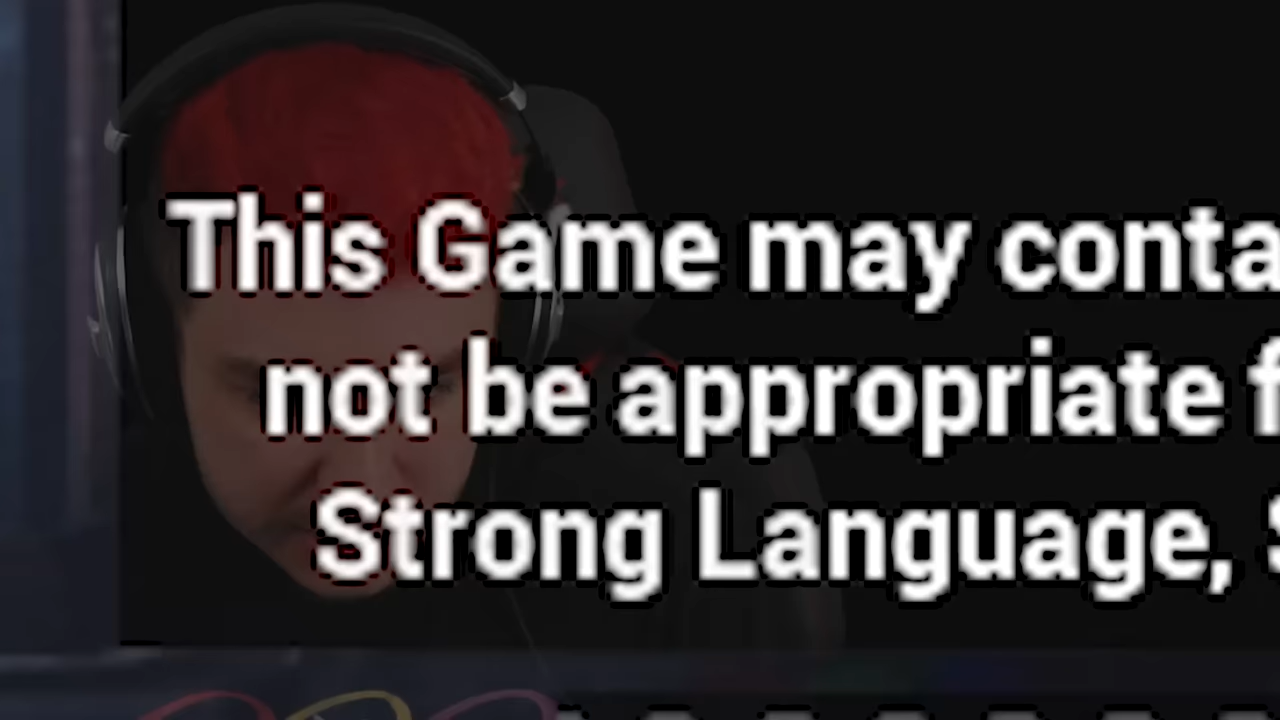 This Game may conta
not be appropriate f
Strong Language, S